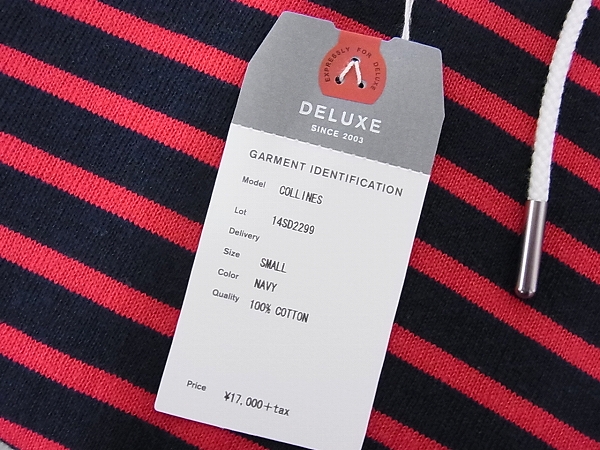 EXPRESSLY FOR DELUXE
DELUXE
SINCE 2003
GARMENT IDENTIFICATION
Model COLLINES
Lot 14SD2299
Delivery
Size SMALL
Color NAVY
Quality 100% COTTON
Price ¥17,000+tax